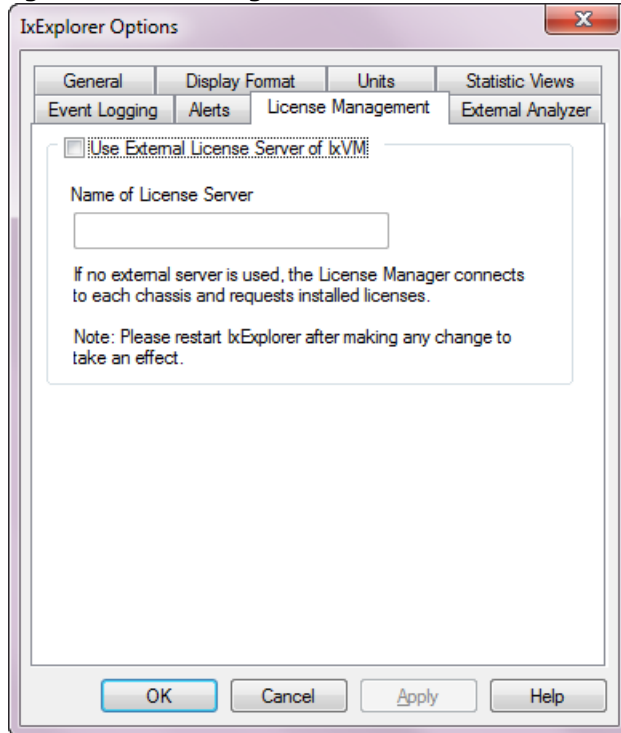 IxExplorer Options
General Display Format Units Statistic Views
Event Logging Alerts License Management External Analyzer
Use External License Server of IxVM
Name of License Server
If no external server is used, the License Manager connects
to each chassis and requests installed licenses.
Note: Please restart IxExplorer after making any change to
take an effect.
OK Cancel Apply Help